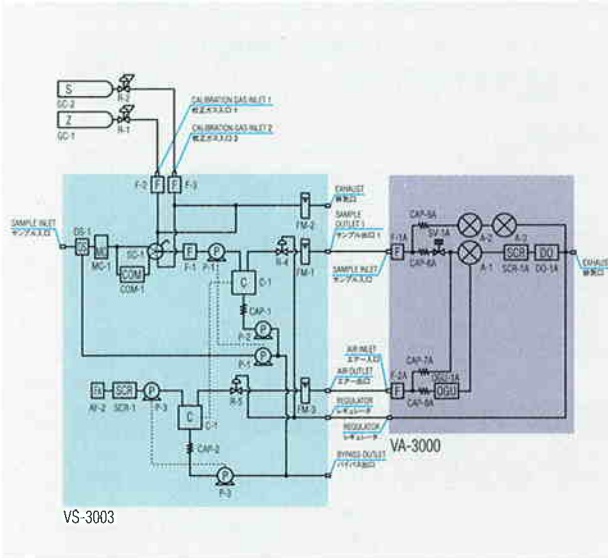 S
GC-2
R-2
Z
GC-1
R-1
CALIBRATION GAS INLET 1
校正ガス入口 1
CALIBRATION GAS INLET 2
校正ガス入口 2
F-2
F
F
F-3
EXHAUST
排気口
FM-2
SAMPLE INLET
サンプル入口
DS-1
DS
MC
MC-1
SC-1
COM
COM-1
F
F-1
P
P-1
R-4
FM-1
SAMPLE
OUTLET 1
サンプル出口 1
SAMPLE INLET
サンプル入口
C
C-1
CAP-1
P
P-2
P
P-1
AF-2
SCR
SCR-1
P
P-3
C
C-1
CAP-2
R-5
FM-3
P
P-3
AIR INLET
エアー入口
AIR OUTLET
エアー出口
REGULATOR
レギュレータ
REGULATOR
レギュレータ
BYPASS OUTLET
バイパス出口
F-1A
F
CAP-6A
SV-1A
A-2
A-3
A-1
SCR
SCR-1A
DO
DO-1A
EXHAUST
排気口
CAP-7A
F-2A
F
OGU-1A
OGU
VA-3000
VS-3003